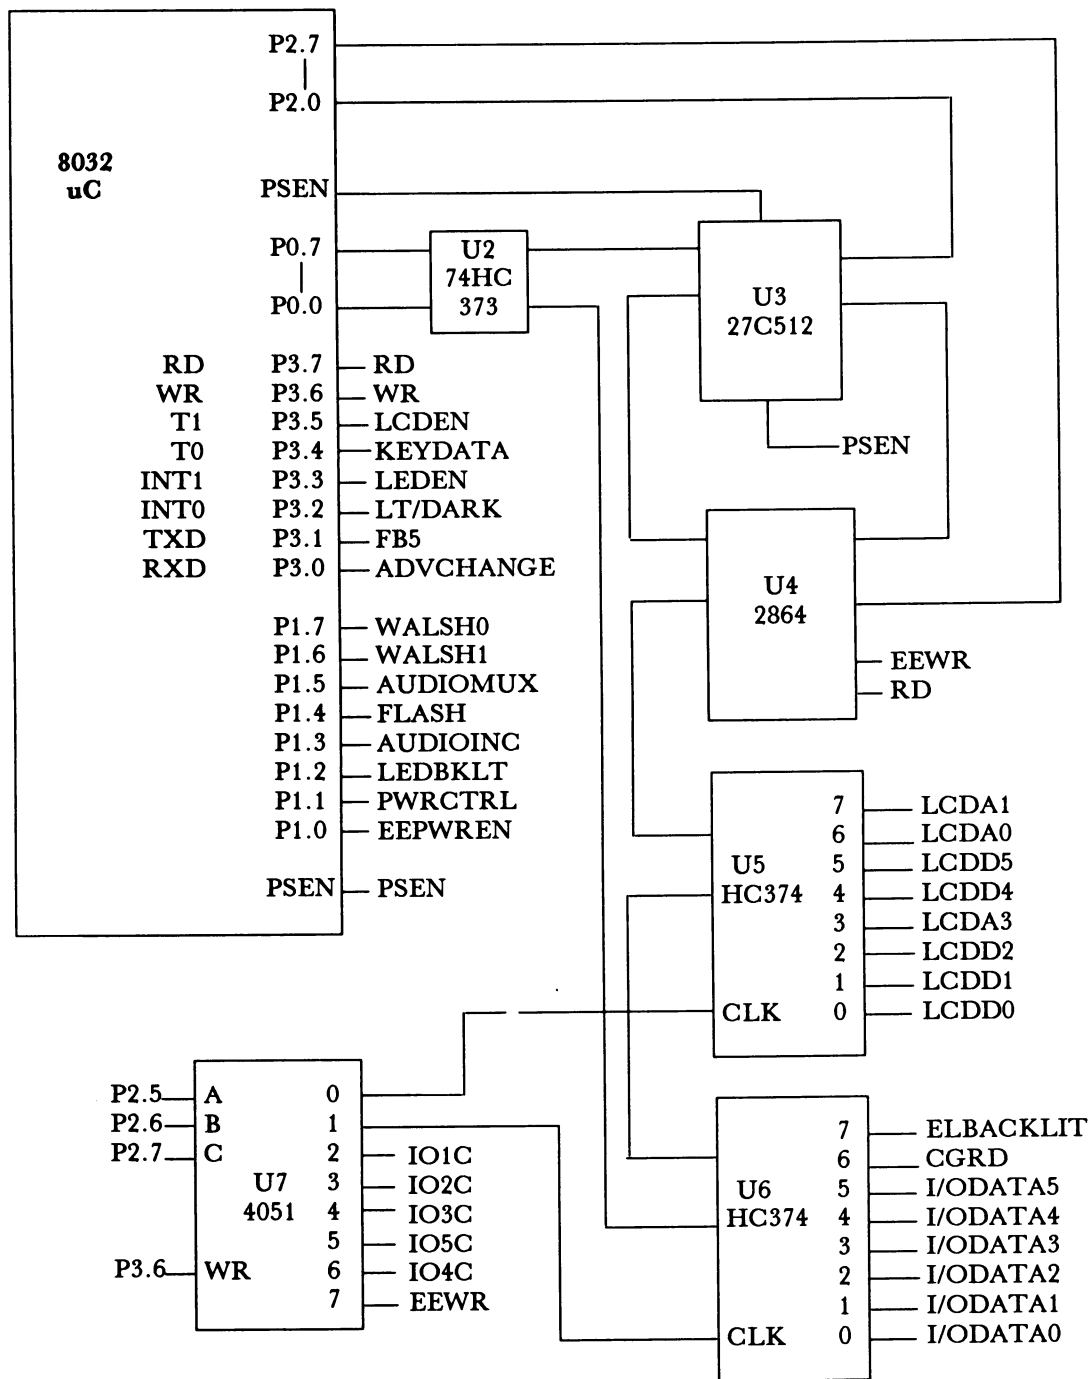 8032
uC
P2.7
P2.0
PSEN
P0.7
P0.0
RD P3.7 RD
WR P3.6 WR
T1 P3.5 LCDEN
T0 P3.4 KEYDATA
INT1 P3.3 LEDEN
INT0 P3.2 LT/DARK
TXD P3.1 FB5
RXD P3.0 ADVCHANGE
P1.7 WALSH0
P1.6 WALSH1
P1.5 AUDIOMUX
P1.4 FLASH
P1.3 AUDIOINC
P1.2 LEDBKLT
P1.1 PWRCTRL
P1.0 EEPWREN
PSEN PSEN
U2
74HC
373
U3
27C512
PSEN
U4
2864
EEWR
RD
U5
HC374
CLK
7 LCDA1
6 LCDA0
5 LCDD5
4 LCDD4
3 LCDA3
2 LCDD2
1 LCDD1
0 LCDD0
P2.5 A
P2.6 B
P2.7 C
U7
4051
P3.6 WR
0
1
2 IO1C
3 IO2C
4 IO3C
5 IO5C
6 IO4C
7 EEWR
U6
HC374
CLK
7 ELBACKLIT
6 CGRD
5 I/ODATA5
4 I/ODATA4
3 I/ODATA3
2 I/ODATA2
1 I/ODATA1
0 I/ODATA0